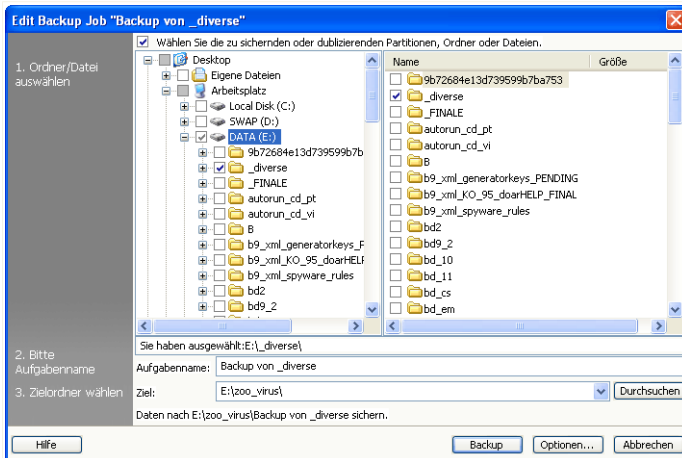 Edit Backup Job "Backup von _diverse"
1. Ordner/Datei
auswählen
Wählen Sie die zu sichernden oder dublizierenden Partitionen, Ordner oder Dateien.
Desktop
Eigene Dateien
Arbeitsplatz
Local Disk (C:)
SWAP (D:)
DATA (E:)
9b72684e13d739599b7b
_diverse
_FINALE
autorun_cd_pt
autorun_cd_vi
B
b9_xml_generatorkeys_F
b9_xml_KO_95_doarHELF
b9_xml_spyware_rules
bd2
bd9_2
Name Größe
9b72684e13d739599b7ba753
_diverse
_FINALE
autorun_cd_pt
autorun_cd_vi
B
b9_xml_generatorkeys_PENDING
b9_xml_KO_95_doarHELP_FINAL
b9_xml_spyware_rules
bd2
bd9_2
bd_10
bd_11
bd_cs
bd_em
Sie haben ausgewählt:E:\_diverse\
2. Bitte
Aufgabenname
Aufgabenname: Backup von _diverse
3. Zielordner wählen
Ziel: E:\zoo_virus\ Durchsuchen
Daten nach E:\zoo_virus\Backup von _diverse sichern.
Hilfe Backup Optionen... Abbrechen